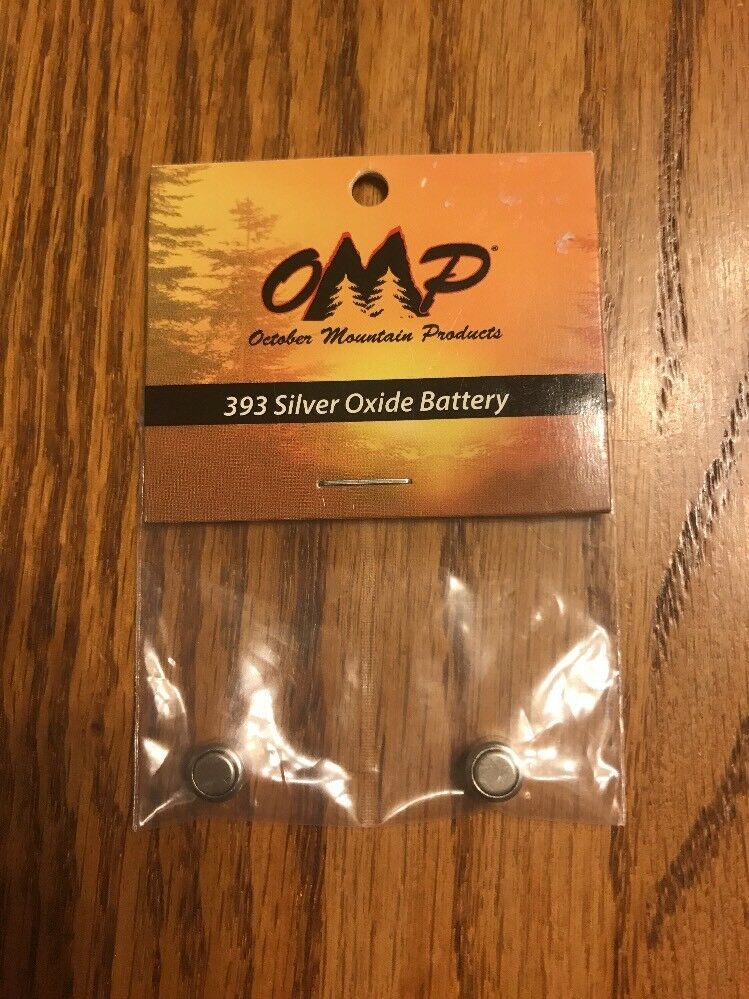 OMP®
October Mountain Products
393 Silver Oxide Battery